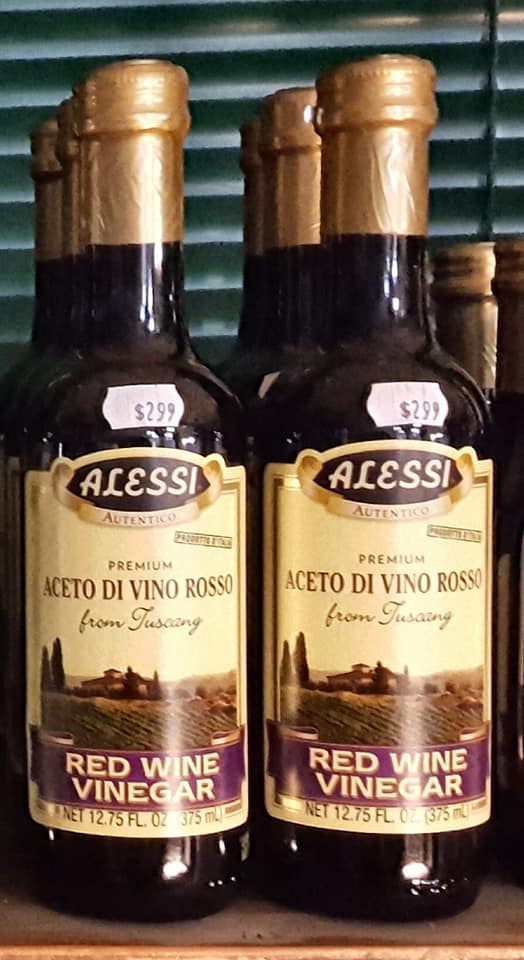 $2.99
ALESSI
AUTENTICO
PRODOTTO D'ITALIA
PREMIUM
ACETO DI VINO ROSSO
from Tuscany
RED WINE
VINEGAR
NET 12.75 FL. OZ. (375 mL)
$2.99
ALESSI
AUTENTICO
PRODOTTO D'ITALIA
PREMIUM
ACETO DI VINO ROSSO
from Tuscany
RED WINE
VINEGAR
NET 12.75 FL. OZ. (375 mL)